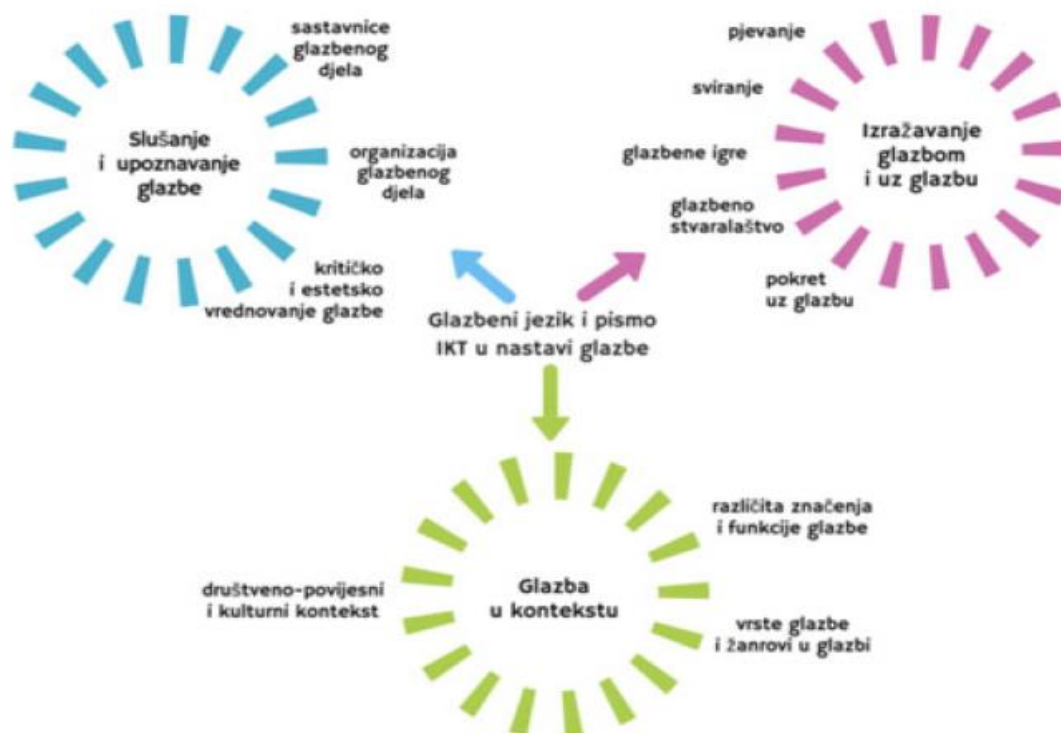 sastavnice
glazbenog
djela
Slušanje
i upoznavanje
glazbe
organizacija
glazbenog
djela
kritičko
i estetsko
vrednovanje glazbe
pjevanje
sviranje
glazbene igre
glazbeno
stvaralaštvo
pokret
uz glazbu
Izražavanje
glazbom
i uz glazbu
Glazbeni jezik i pismo
IKT u nastavi glazbe
različita značenja
i funkcije glazbe
društveno-povijesni
i kulturni kontekst
Glazba
u kontekstu
vrste glazbe
i žanrovi u glazbi